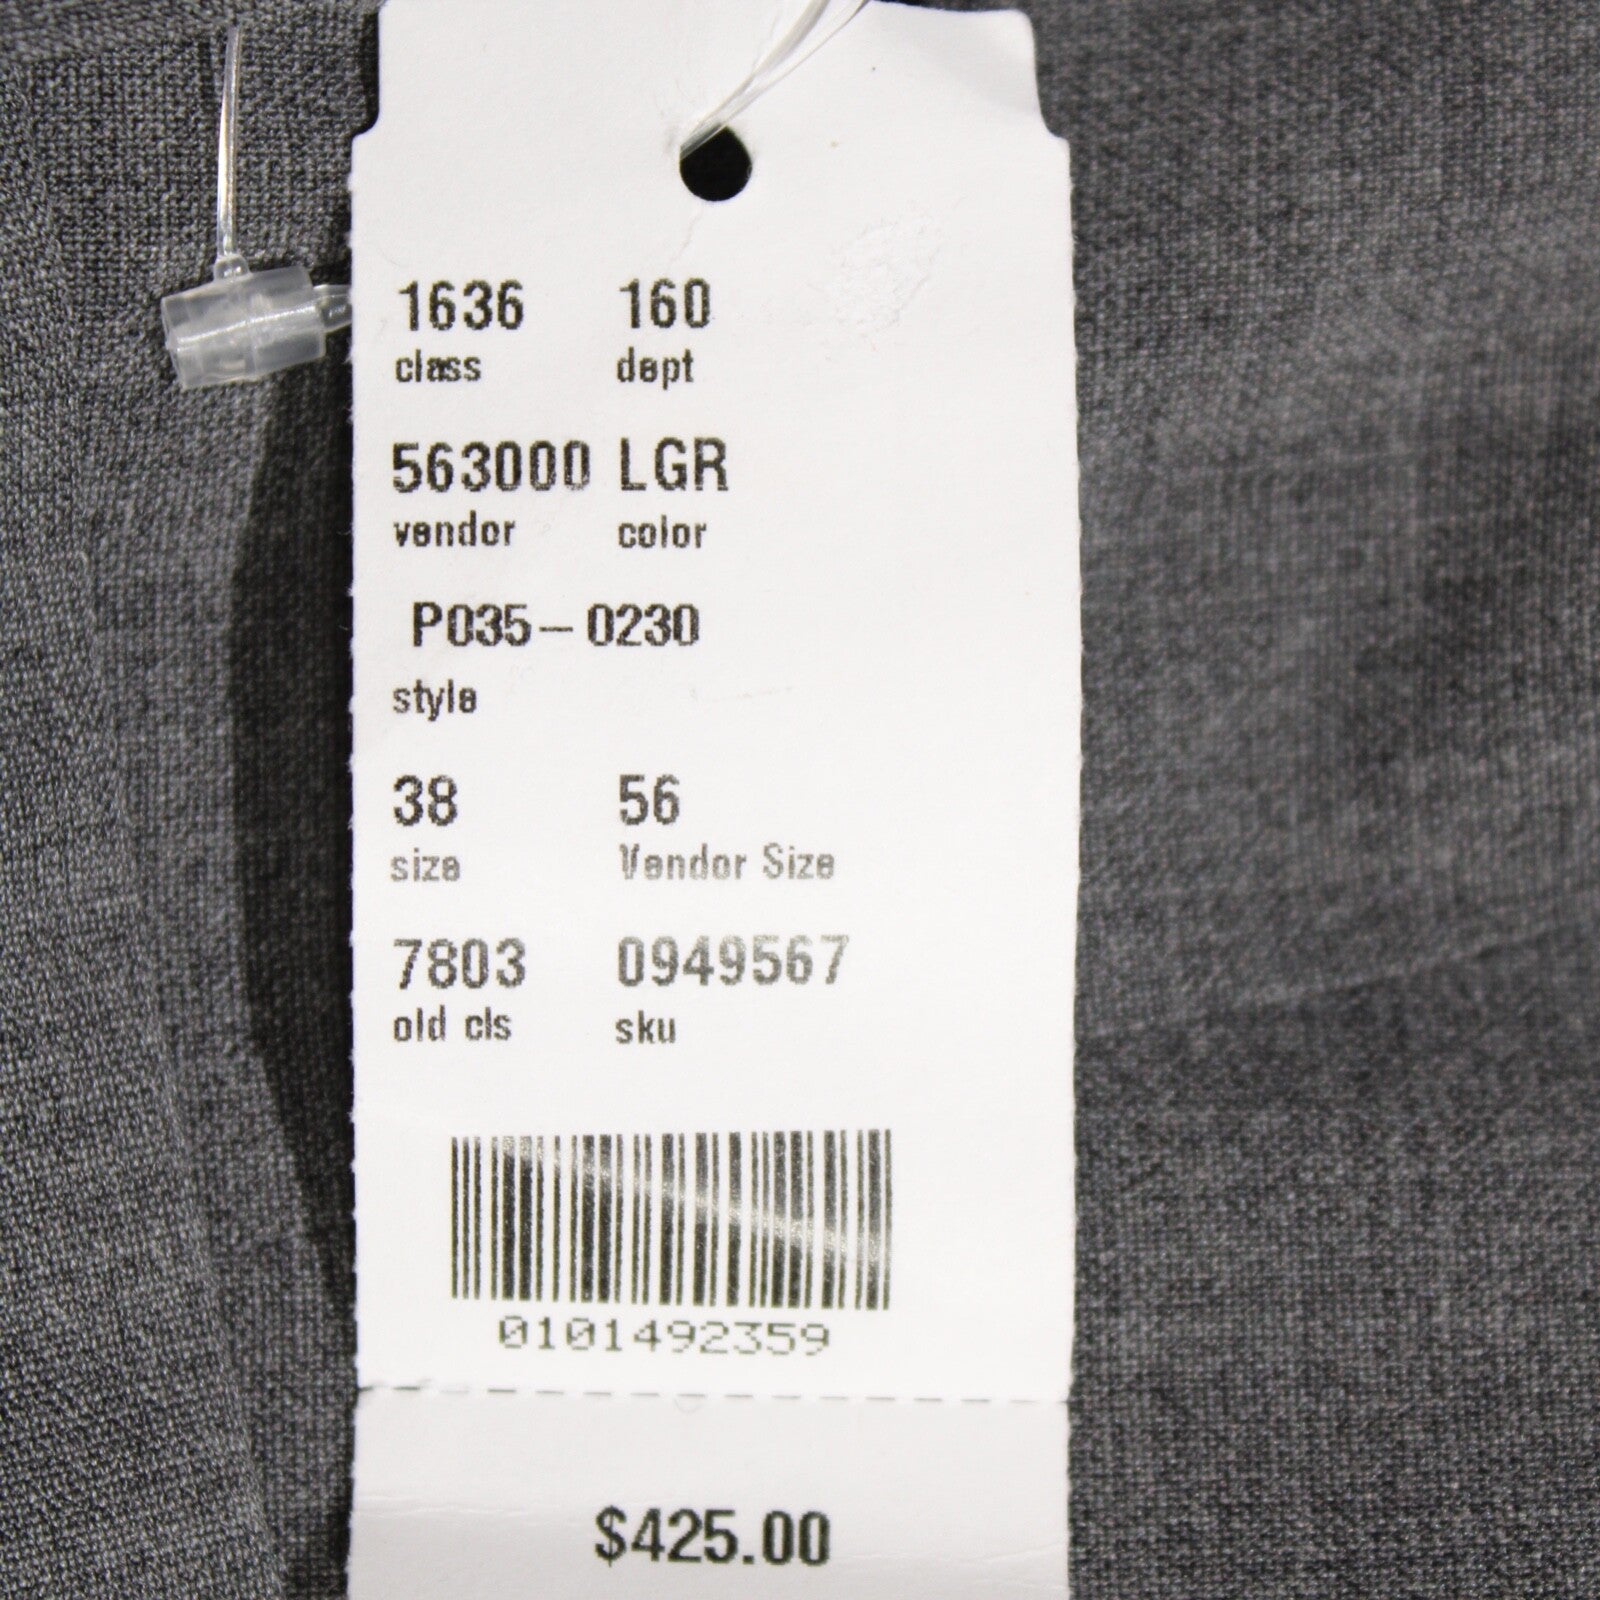 1636 160
class dept
563000 LGR
vendor color
P035-0230
style
38 56
size Vendor Size
7803 0949567
old cls sku
0101492359
$425.00